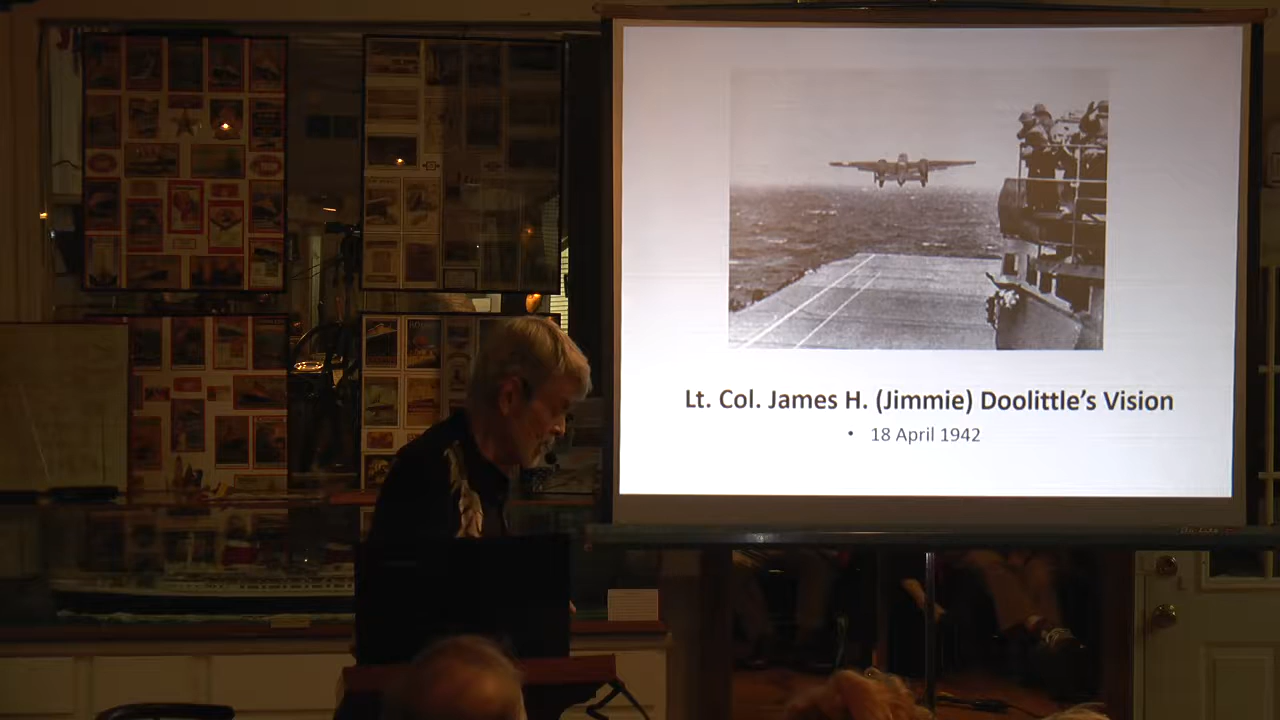 Lt. Col. James H. (Jimmie) Doolittle's Vision
• 18 April 1942